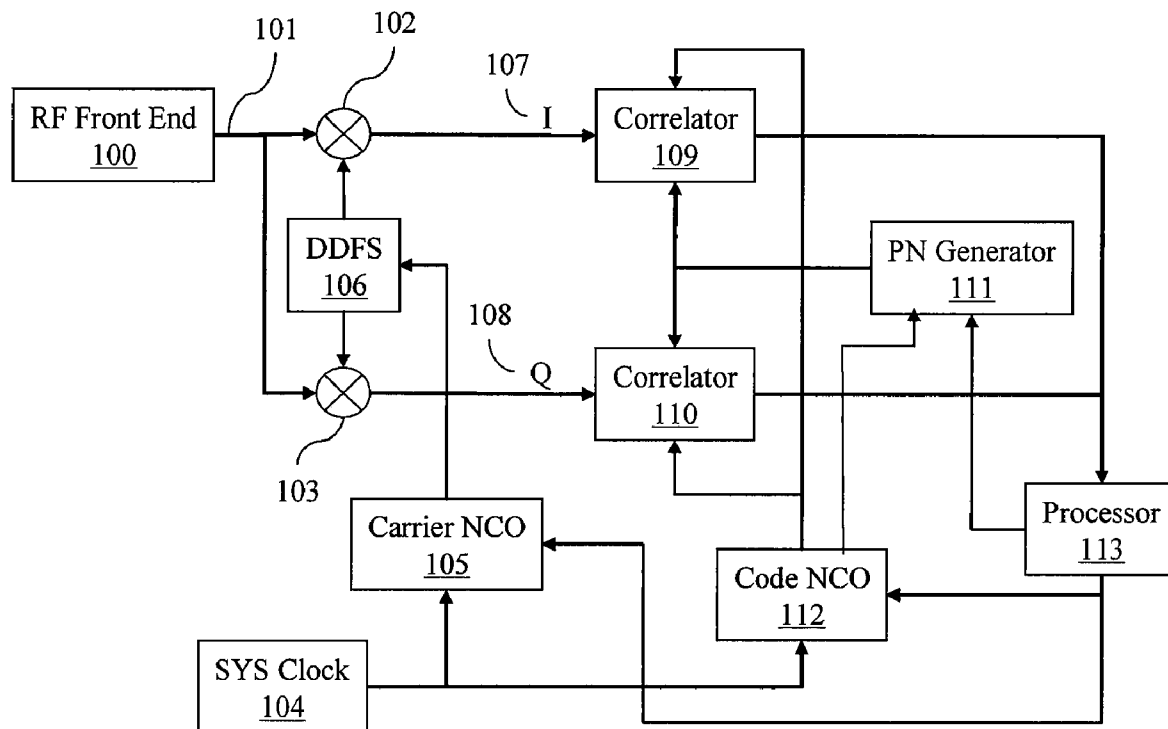 101
102
107
RF Front End
100
I
Correlator
109
DDFS
106
PN Generator
111
108
Q
Correlator
110
103
Carrier NCO
105
Processor
113
Code NCO
112
SYS Clock
104